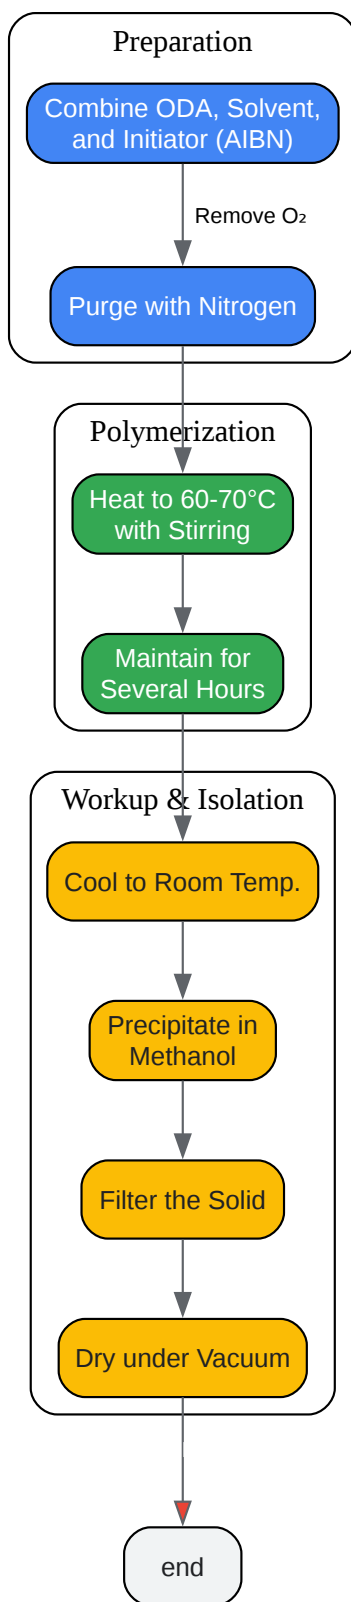 Preparation
Combine ODA, Solvent,
and Initiator (AIBN)
Remove O₂
Purge with Nitrogen
Polymerization
Heat to 60-70°C
with Stirring
Maintain for
Several Hours
Workup & Isolation
Cool to Room Temp.
Precipitate in
Methanol
Filter the Solid
Dry under Vacuum
end